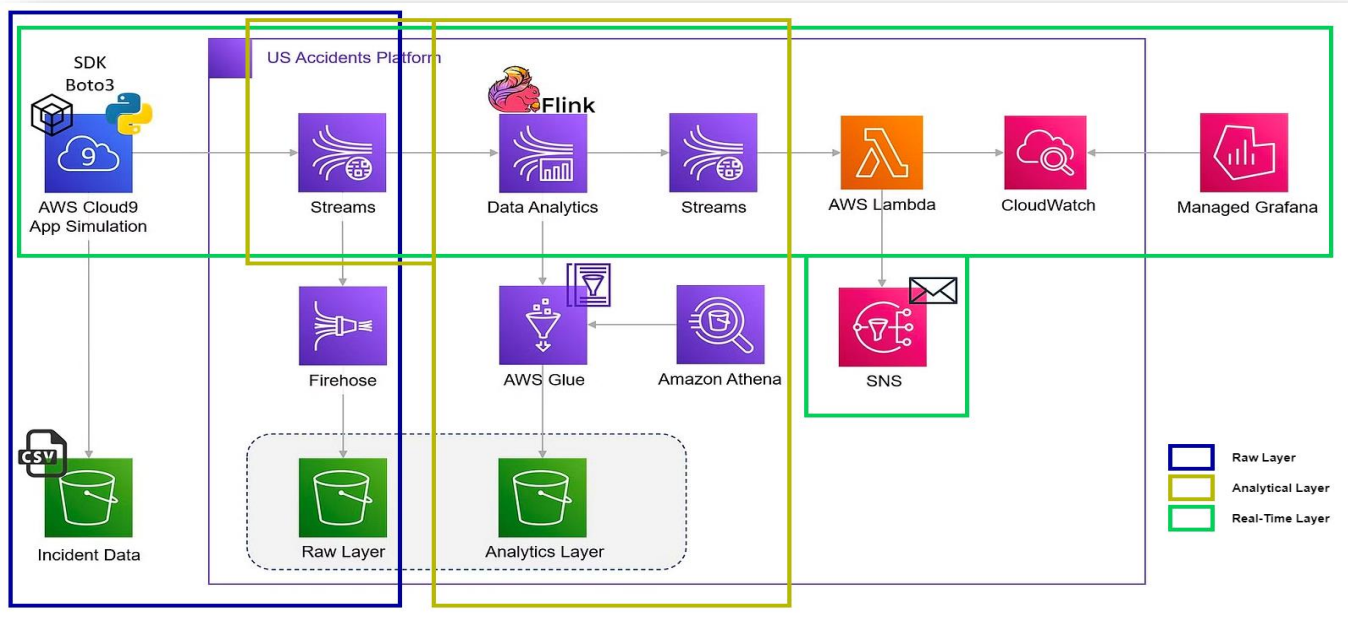 US Accidents Platform
SDK
Boto3
Flink
9
AWS Cloud9
App Simulation
Streams
Data Analytics
Streams
AWS Lambda
CloudWatch
Managed Grafana
Firehose
AWS Glue
Amazon Athena
SNS
CSV
Incident Data
Raw Layer
Analytics Layer
Raw Layer
Analytical Layer
Real-Time Layer